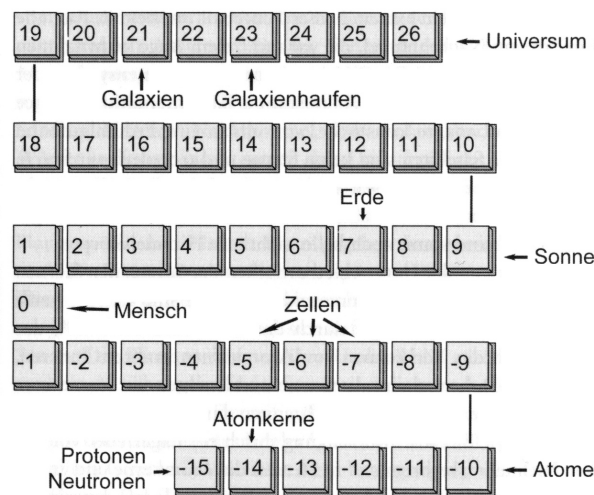 19 20 21 22 23 24 25 26 Universum
Galaxien Galaxienhaufen
18 17 16 15 14 13 12 11 10
Erde
1 2 3 4 5 6 7 8 9 Sonne
0 Mensch
Zellen
-1 -2 -3 -4 -5 -6 -7 -8 -9
Atomkerne
Protonen
Neutronen
-15 -14 -13 -12 -11 -10 Atome